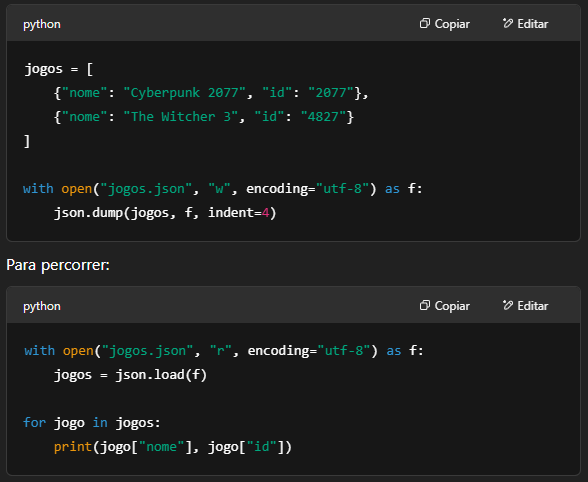 python
Copiar
Editar
jogos = [
    {"nome": "Cyberpunk 2077", "id": "2077"},
    {"nome": "The Witcher 3", "id": "4827"}
]
with open("jogos.json", "w", encoding="utf-8") as f:
    json.dump(jogos, f, indent=4)
Para percorrer:
python
Copiar
Editar
with open("jogos.json", "r", encoding="utf-8") as f:
    jogos = json.load(f)
for jogo in jogos:
    print(jogo["nome"], jogo["id"])